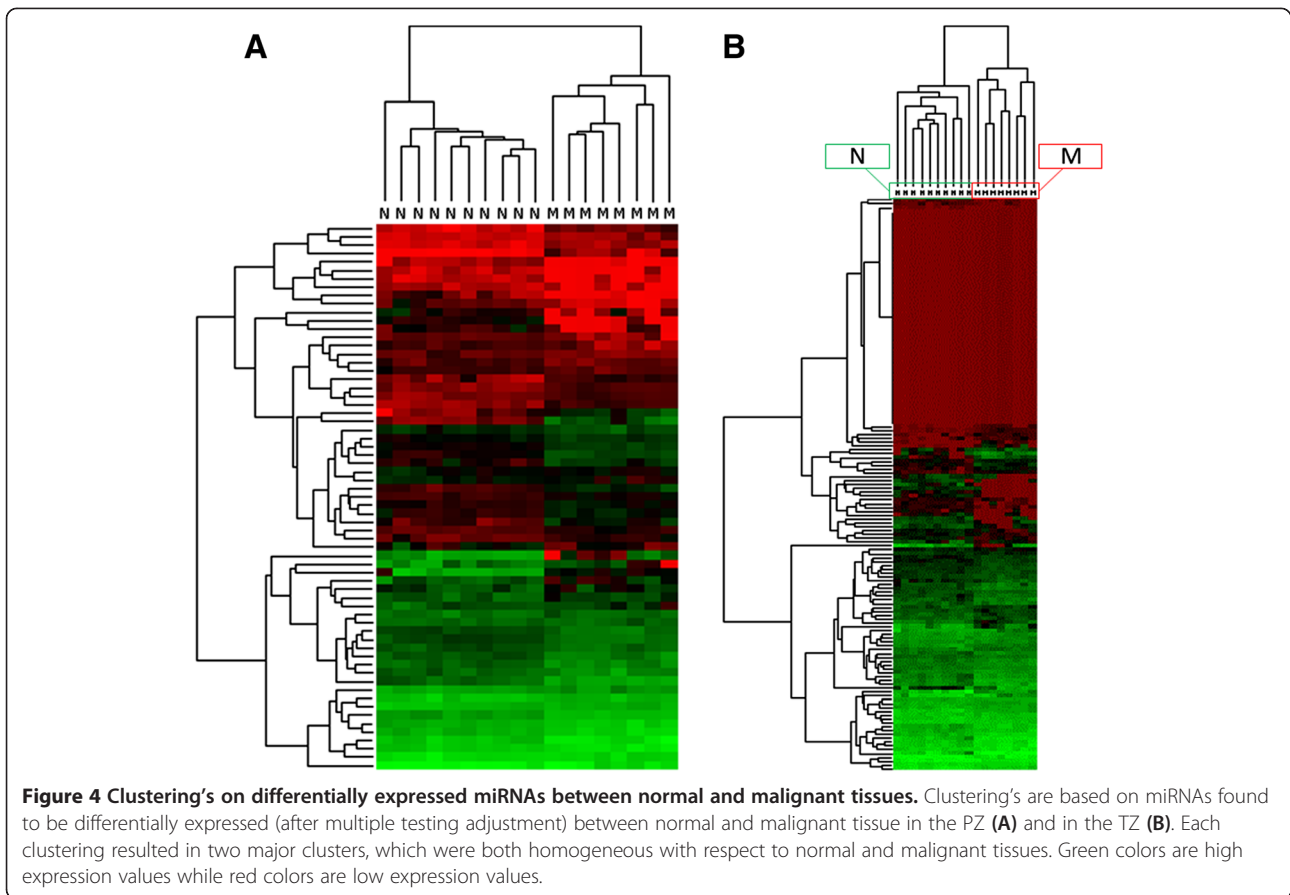 A
B
N
M
N N N N N N N N N N M M M M M M M M
Figure 4 Clustering's on differentially expressed miRNAs between normal and malignant tissues. Clustering's are based on miRNAs found
to be differentially expressed (after multiple testing adjustment) between normal and malignant tissue in the PZ (A) and in the TZ (B). Each
clustering resulted in two major clusters, which were both homogeneous with respect to normal and malignant tissues. Green colors are high
expression values while red colors are low expression values.